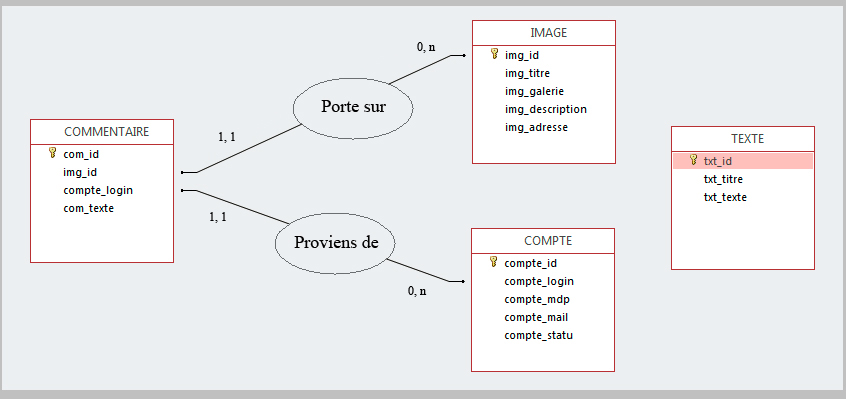 COMMENTAIRE
com_id
img_id
compte_login
com_texte
1, 1
Porte sur
0, n
1, 1
Proviens de
0, n
IMAGE
img_id
img_titre
img_galerie
img_description
img_adresse
COMPTE
compte_id
compte_login
compte_mdp
compte_mail
compte_statu
TEXTE
txt_id
txt_titre
txt_texte